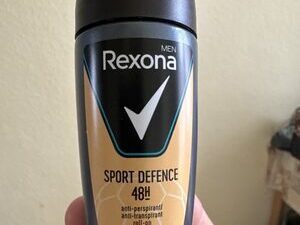 MEN
Rexona
SPORT DEFENCE
48H
anti-perspirant
anti-transpirant
roll-on